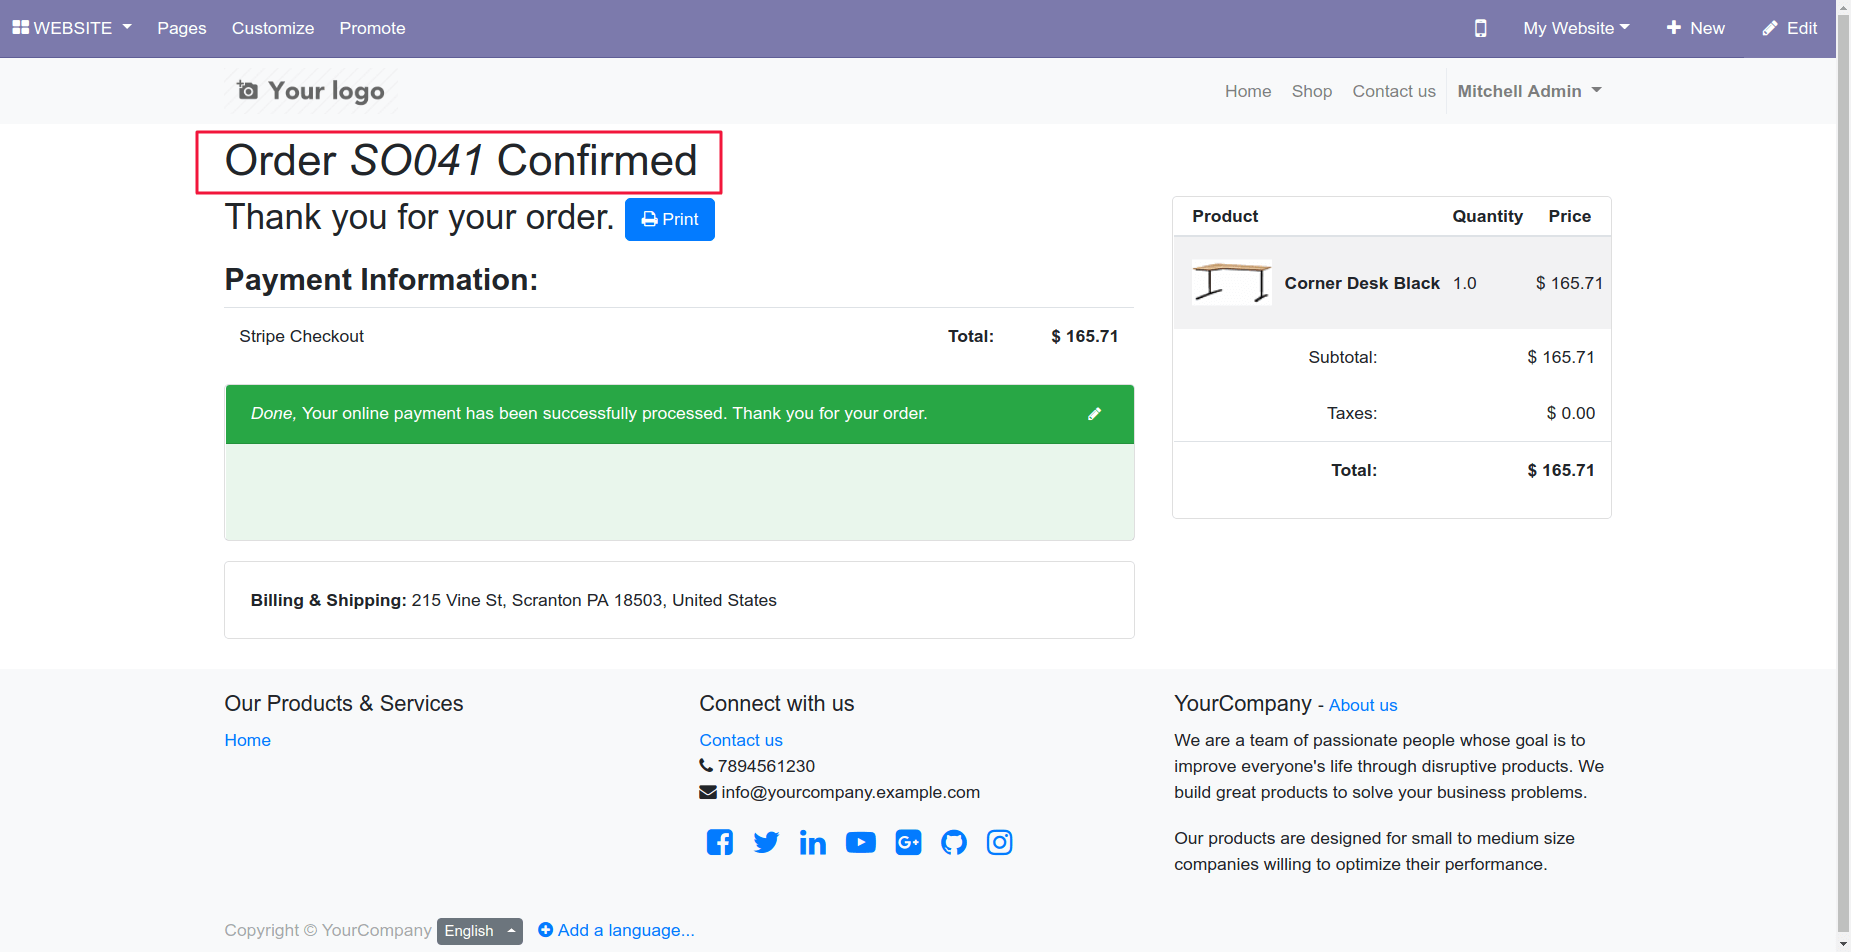 WEBSITE Pages Customize Promote My Website New Edit
Your logo Home Shop Contact us Mitchell Admin
Order SO041 Confirmed
Thank you for your order. Print
Payment Information:
Stripe Checkout Total: $ 165.71
Done, Your online payment has been successfully processed. Thank you for your order.
Billing & Shipping: 215 Vine St, Scranton PA 18503, United States
Product Quantity Price
Corner Desk Black 1.0 $ 165.71
Subtotal: $ 165.71
Taxes: $ 0.00
Total: $ 165.71
Our Products & Services
Home
Connect with us
Contact us
7894561230
info@yourcompany.example.com
YourCompany - About us
We are a team of passionate people whose goal is to
improve everyone's life through disruptive products. We
build great products to solve your business problems.
Our products are designed for small to medium size
companies willing to optimize their performance.
Copyright © YourCompany English Add a language...